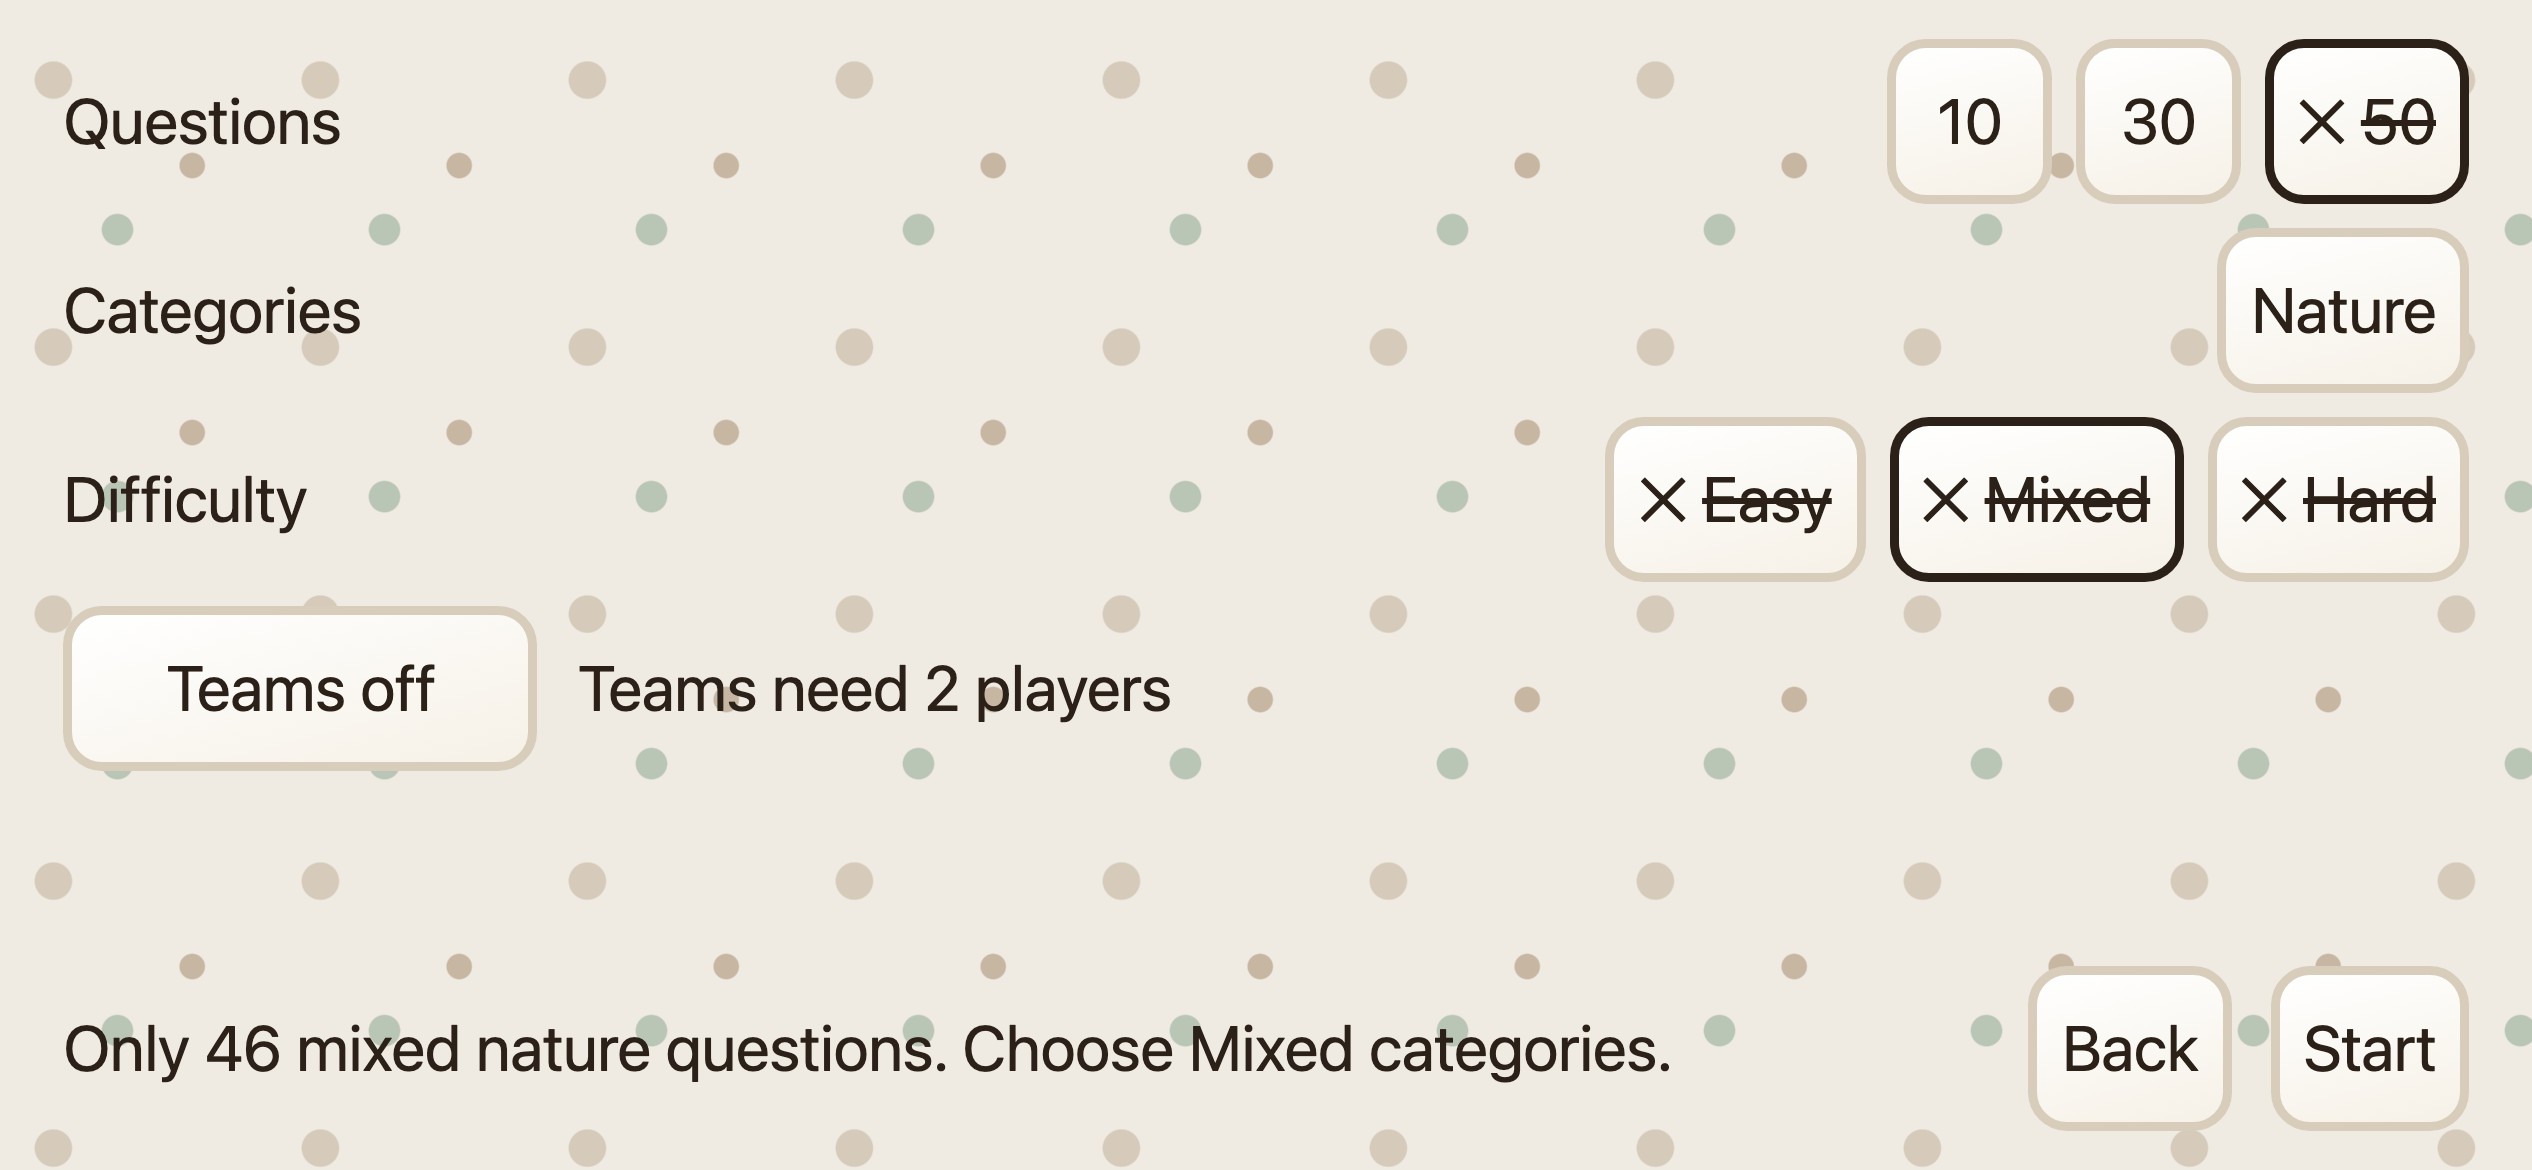 Questions 10 30 × 50
Categories Nature
Difficulty × Easy × Mixed × Hard
Teams off Teams need 2 players
Only 46 mixed nature questions. Choose Mixed categories. Back Start